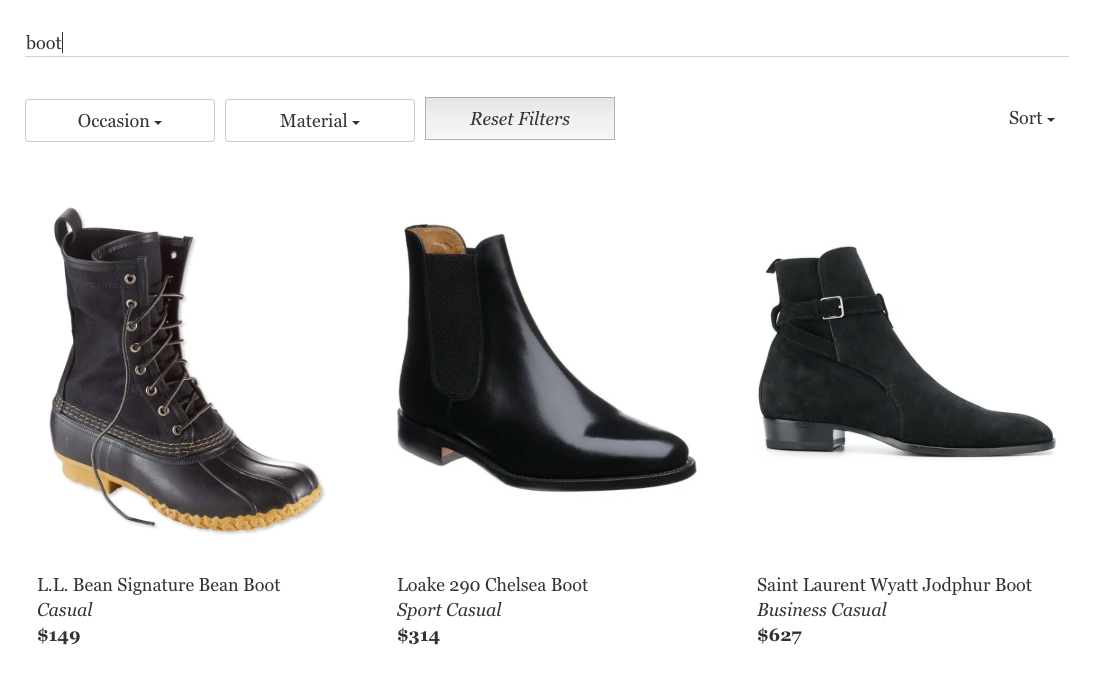 boot
Occasion
Material
Reset Filters
Sort
L.L. Bean Signature Bean Boot
Casual
$149
Loake 290 Chelsea Boot
Sport Casual
$314
Saint Laurent Wyatt Jodphur Boot
Business Casual
$627